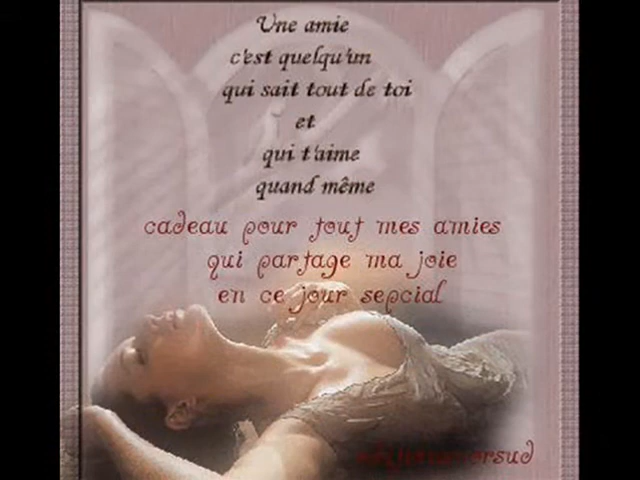 Une amie
c'est quelqu'un
qui sait tout de toi
et
qui t'aime
quand même
cadeau pour tout mes amies
qui partage ma joie
en ce jour sepcial